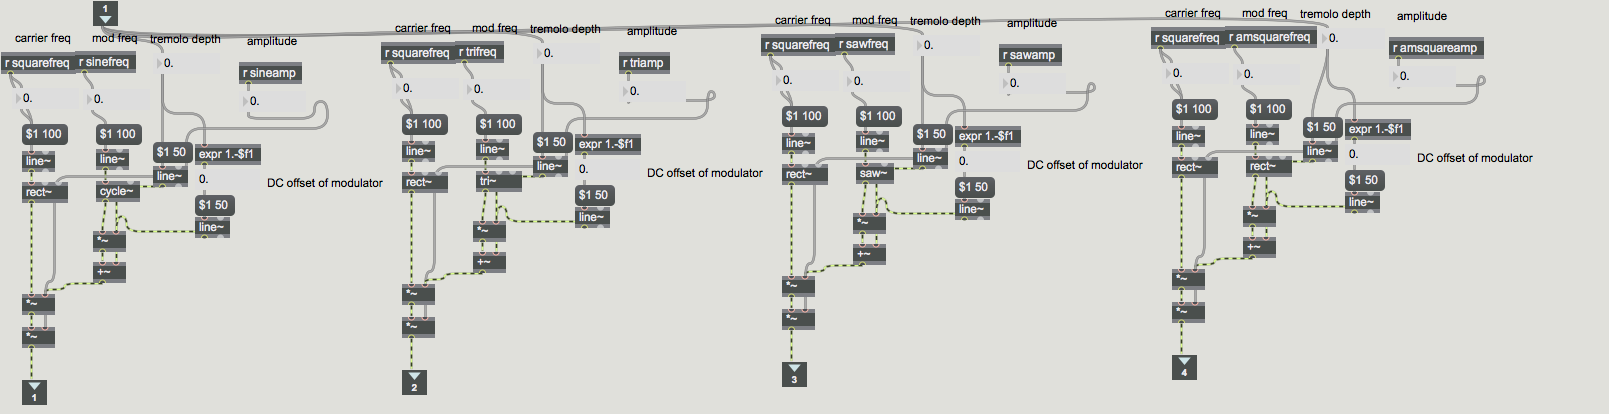 1
carrier freq
mod freq
tremolo depth
amplitude
r squarefreq
r sinefreq
0.
r sineamp
0.
0.
0.
$1 100
$1 100
$1 50
expr 1.-$f1
line~
line~
line~
0.
DC offset of modulator
rect~
cycle~
$1 50
line~
*~
+~
*~
*~
1
carrier freq
mod freq
tremolo depth
amplitude
r squarefreq
r trifreq
0.
r triamp
0.
0.
0.
$1 100
$1 100
$1 50
expr 1.-$f1
line~
line~
line~
0.
DC offset of modulator
rect~
tri~
$1 50
line~
*~
+~
*~
*~
2
carrier freq
mod freq
tremolo depth
amplitude
r squarefreq
r sawfreq
0.
r sawamp
0.
0.
0.
$1 100
$1 100
$1 50
expr 1.-$f1
line~
line~
line~
0.
DC offset of modulator
rect~
saw~
$1 50
line~
*~
+~
*~
*~
3
carrier freq
mod freq
tremolo depth
amplitude
r squarefreq
r amsquarefreq
0.
r amsquareamp
0.
0.
0.
$1 100
$1 100
$1 50
expr 1.-$f1
line~
line~
line~
0.
DC offset of modulator
rect~
rect~
$1 50
line~
*~
+~
*~
*~
4